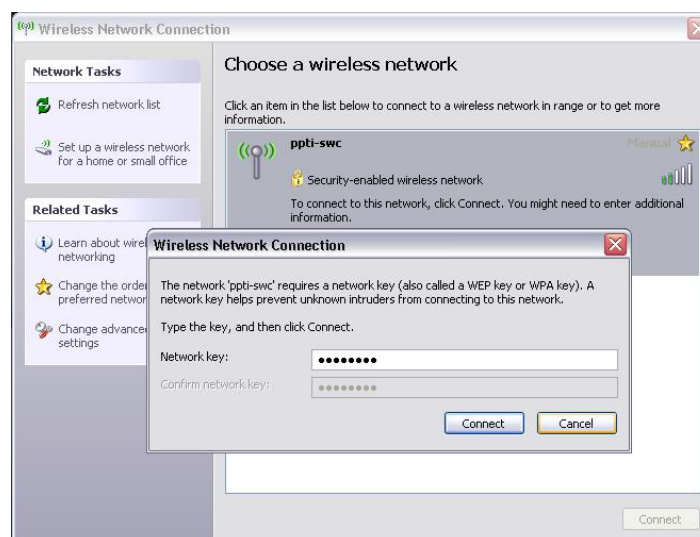 Wireless Network Connection
Network Tasks
Refresh network list
Set up a wireless network
for a home or small office
Related Tasks
Learn about wirel
networking
Change the order
preferred networ
Change advance
settings
Choose a wireless network
Click an item in the list below to connect to a wireless network in range or to get more
information.
ppti-swc
Manual
Security-enabled wireless network
To connect to this network, click Connect. You might need to enter additional
information.
Wireless Network Connection
The network 'ppti-swc' requires a network key (also called a WEP key or WPA key). A
network key helps prevent unknown intruders from connecting to this network.
Type the key, and then click Connect.
Network key:
••••••••
Confirm network key:
••••••••
Connect
Cancel
Connect